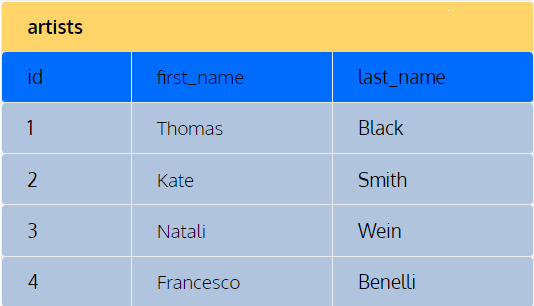 artists
id first_name last_name
1 Thomas Black
2 Kate Smith
3 Natali Wein
4 Francesco Benelli